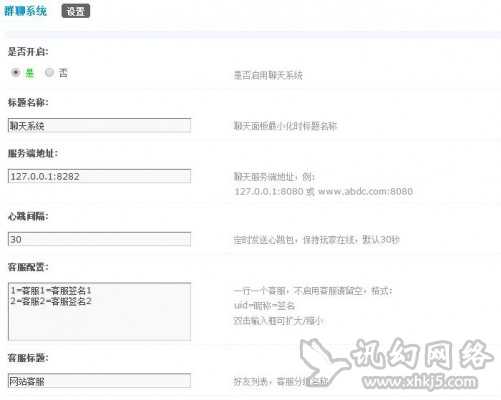 群聊系统 设置
是否开启:
是 否 是否启用聊天系统
标题名称:
聊天系统 聊天面板最小化时标题名称
服务端地址:
127.0.0.1:8282 聊天服务端地址，例:
127.0.0.1:8080 或 www.abdc.com:8080
心跳间隔:
30 定时发送心跳包，保持玩家在线，默认30秒
客服配置:
1=客服1=客服签名1
2=客服2=客服签名2
一行一个客服，不启用客服请留空，格式:
uid=昵称=签名
双击输入框可扩大/缩小
客服标题:
网站客服 好友列表，客服分组名称
讯幻网络
www.xhkj5.com